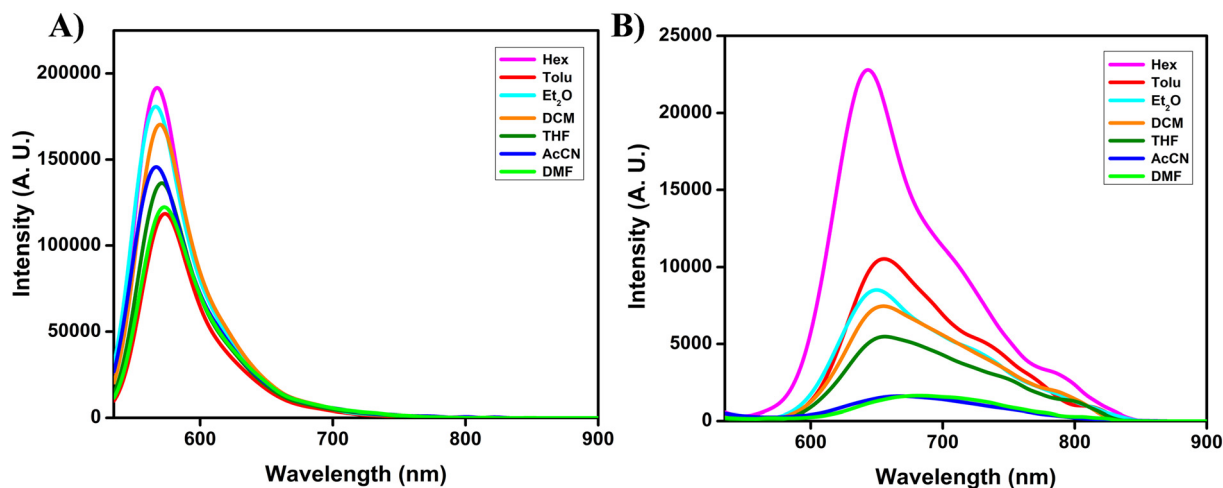 A)
Intensity (A. U.)
200000
150000
100000
50000
0
600
700
800
900
Wavelength (nm)
Hex
Tolu
Et₂O
DCM
THF
AcCN
DMF
B)
Intensity (A. U.)
25000
20000
15000
10000
5000
0
600
700
800
900
Wavelength (nm)
Hex
Tolu
Et₂O
DCM
THF
AcCN
DMF